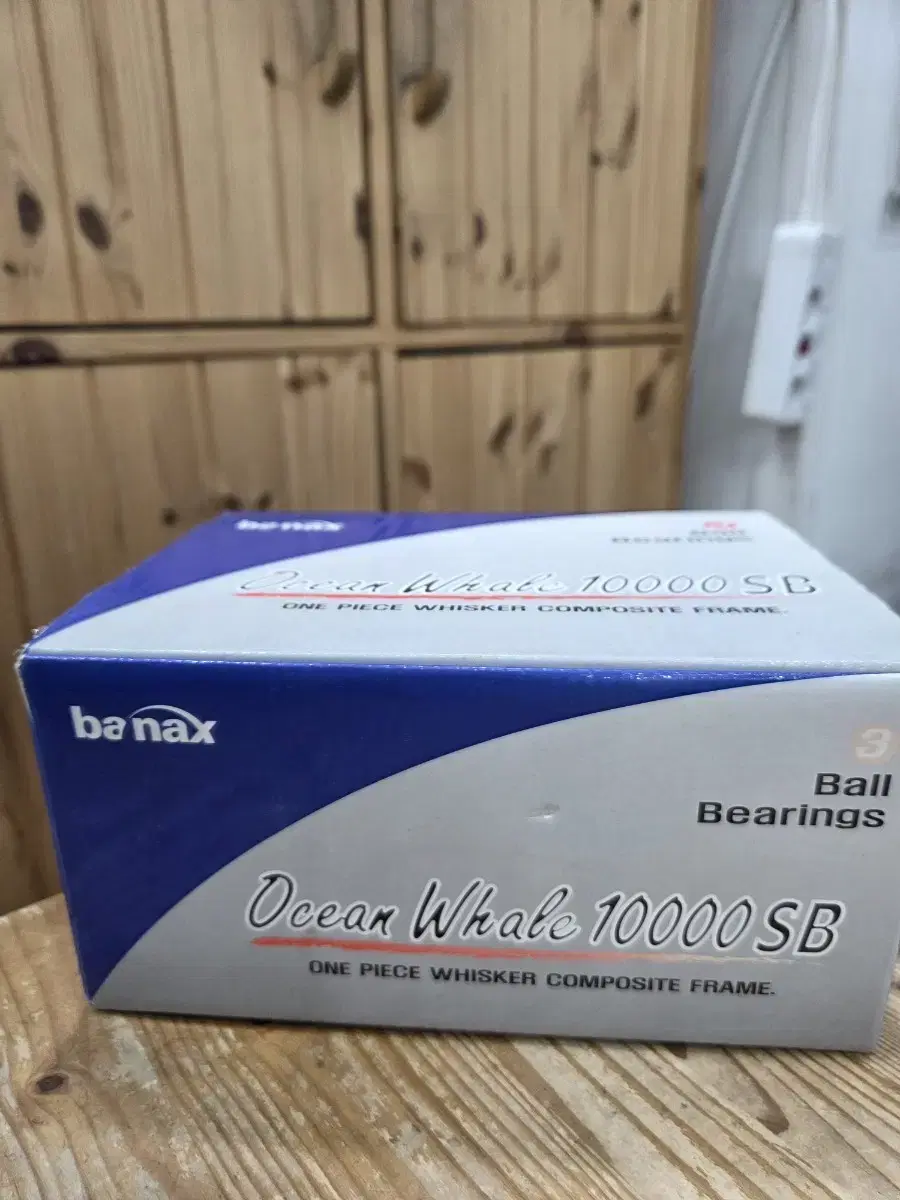 banax
Ocean Whale 10000 SB
ONE PIECE WHISKER COMPOSITE FRAME.
banax
3
Ball
Bearings
Ocean Whale 10000 SB
ONE PIECE WHISKER COMPOSITE FRAME.